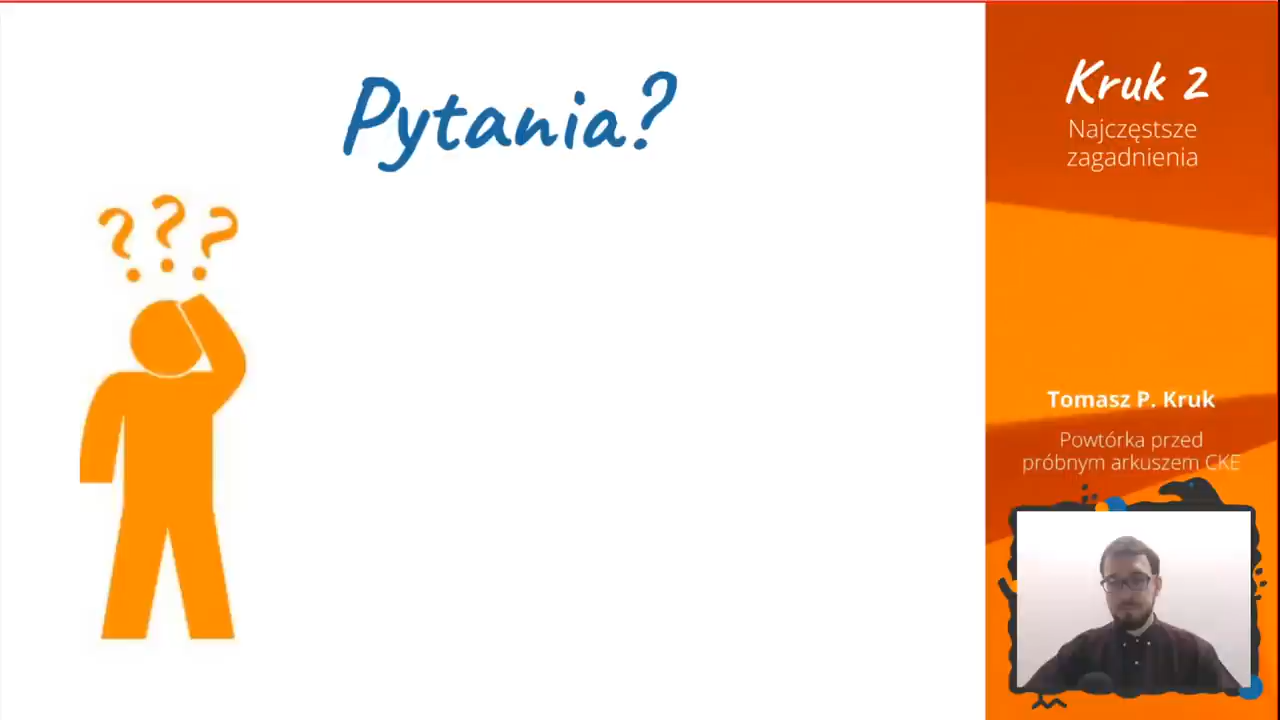 Pytania?
? ? ?
Kruk 2
Najczęstsze
zagadnienia
Tomasz P. Kruk
Powtórka przed
próbnym arkuszem CKE